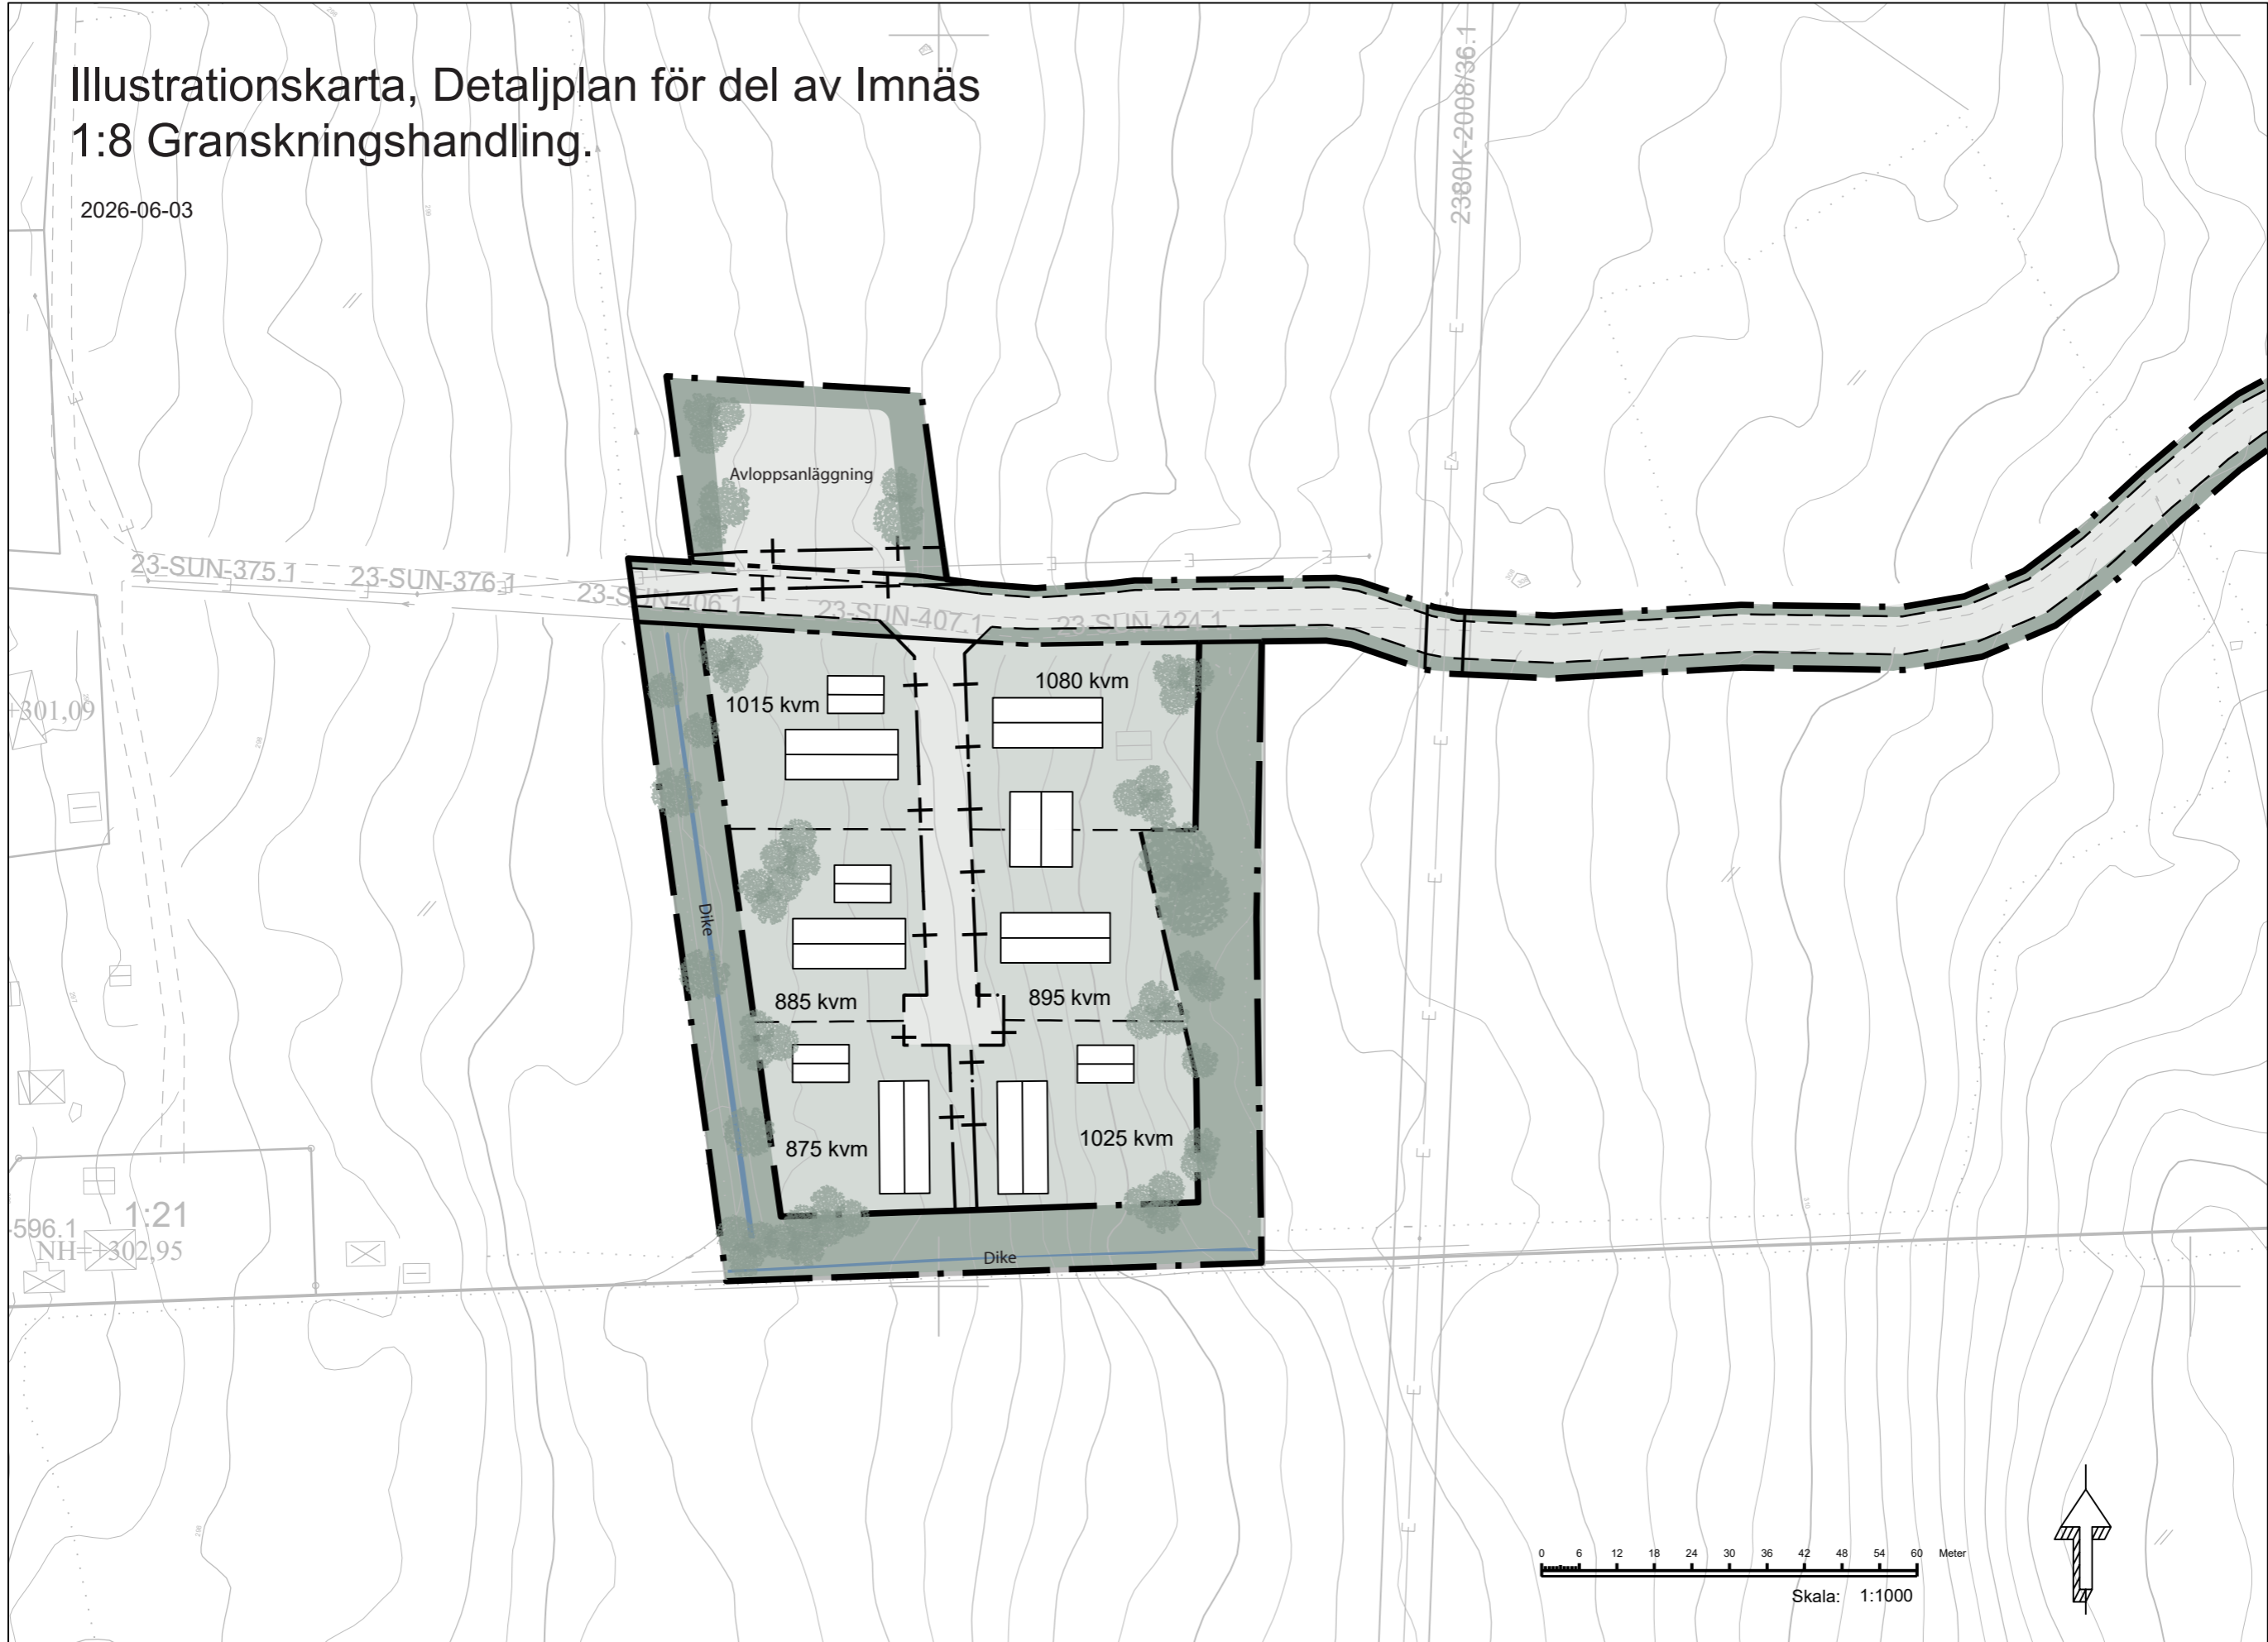 Illustrationskarta, Detaljplan för del av Imnäs
1:8 Granskningshandling.
2026-06-03
2380K-2008/36.1
Avloppsanläggning
23-SUN-375.1
23-SUN-376.1
23-SUN-406.1
23-SUN-407.1
23-SUN-424.1
+301,09
1015 kvm
1080 kvm
Dike
885 kvm
895 kvm
875 kvm
1025 kvm
1:21
-596.1
NH=+302,95
Dike
0 6 12 18 24 30 36 42 48 54 60 Meter
Skala: 1:1000